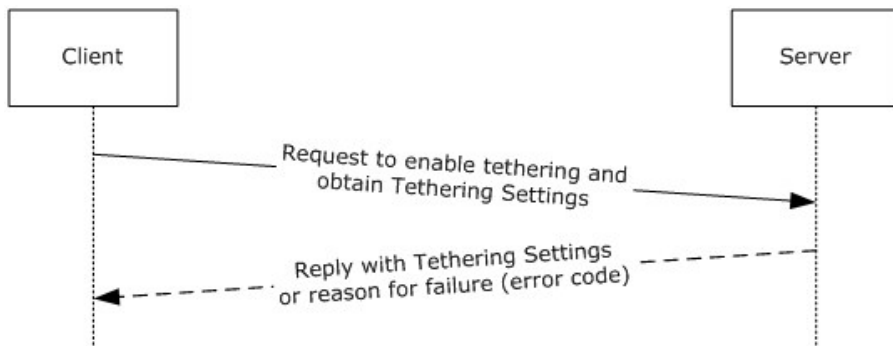 Client
Server
Request to enable tethering and
obtain Tethering Settings
Reply with Tethering Settings
or reason for failure (error code)